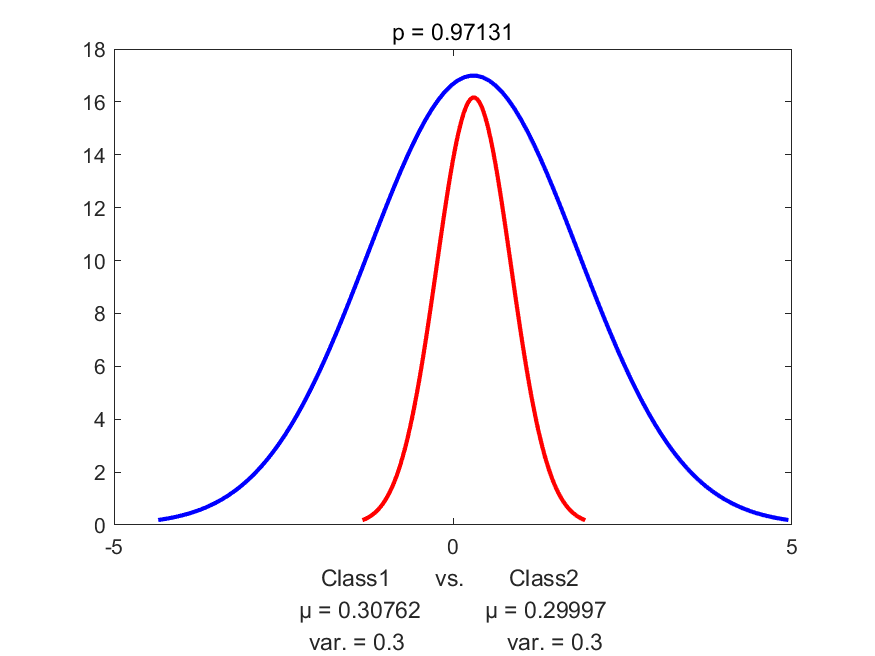 p = 0.97131
18
16
14
12
10
8
6
4
2
0
-5 0 5
Class1 vs. Class2
μ = 0.30762 μ = 0.29997
var. = 0.3 var. = 0.3